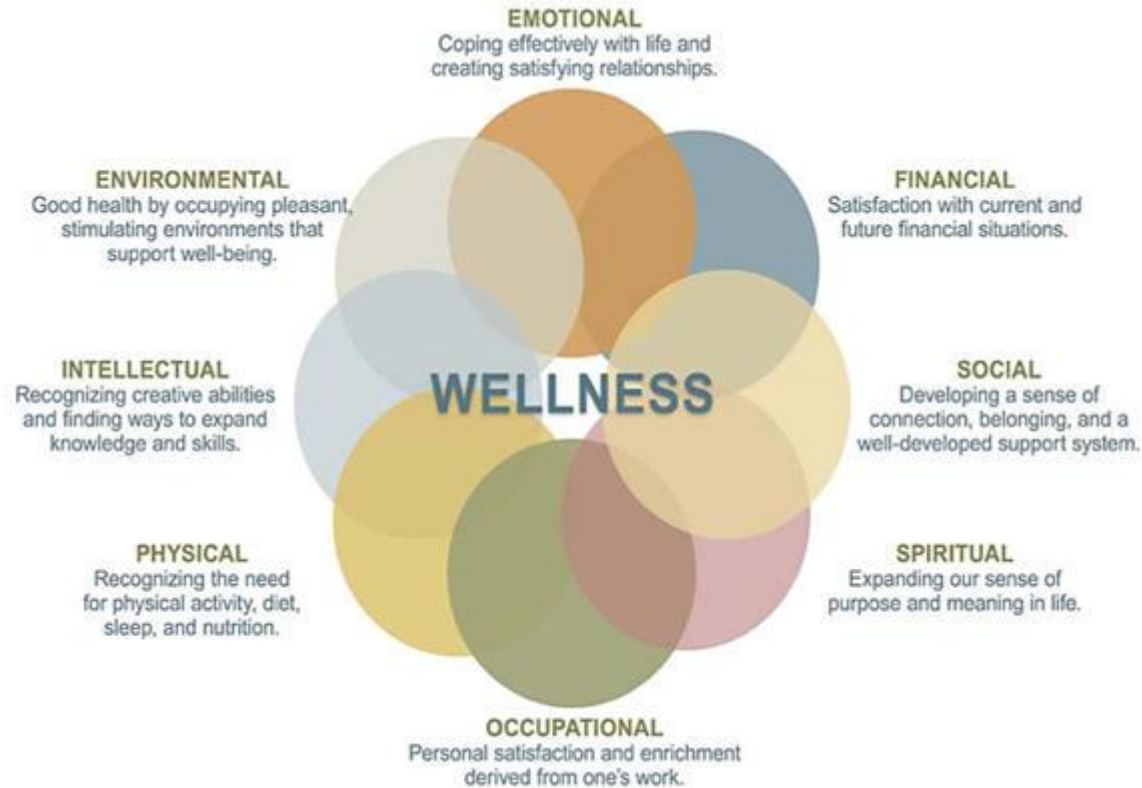 EMOTIONAL
Coping effectively with life and
creating satisfying relationships.
ENVIRONMENTAL
Good health by occupying pleasant,
stimulating environments that
support well-being.
FINANCIAL
Satisfaction with current and
future financial situations.
INTELLECTUAL
Recognizing creative abilities
and finding ways to expand
knowledge and skills.
WELLNESS
SOCIAL
Developing a sense of
connection, belonging, and a
well-developed support system.
PHYSICAL
Recognizing the need
for physical activity, diet,
sleep, and nutrition.
SPIRITUAL
Expanding our sense of
purpose and meaning in life.
OCCUPATIONAL
Personal satisfaction and enrichment
derived from one's work.